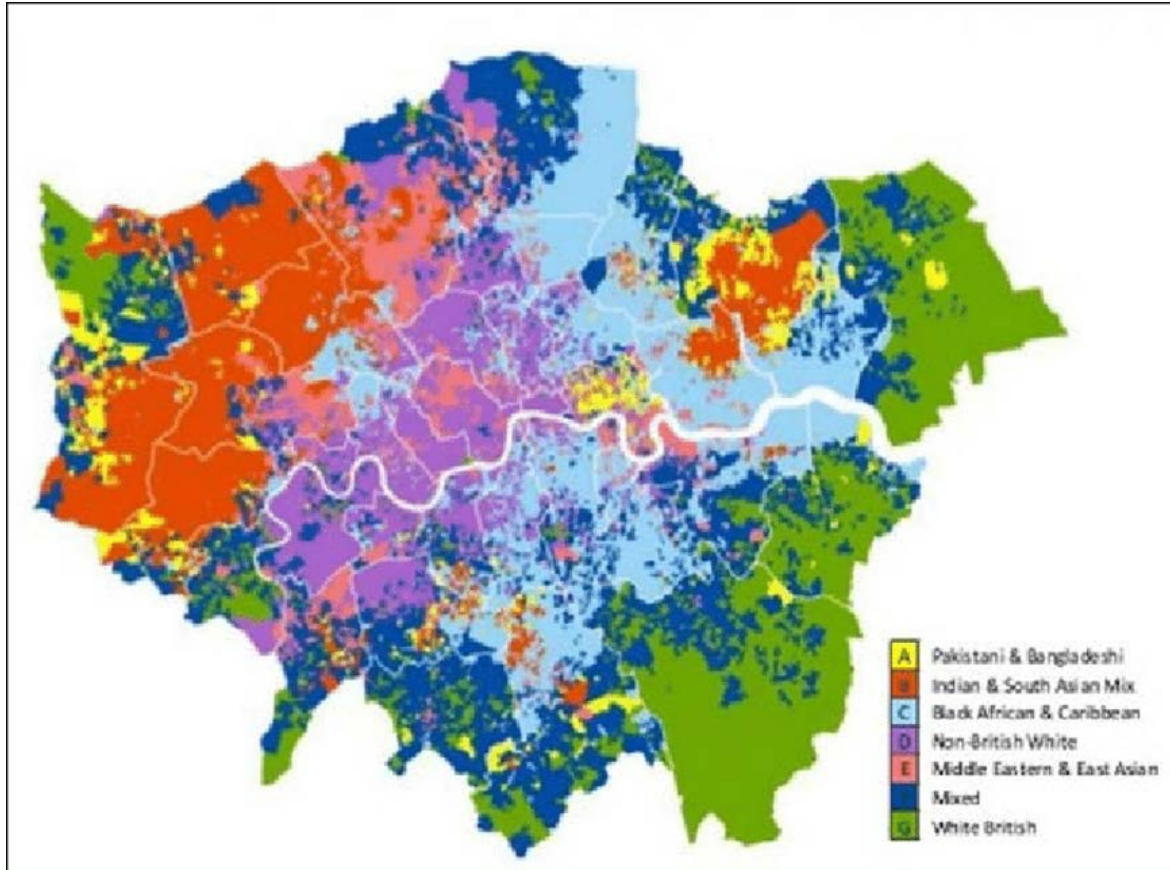 A Pakistani & Bangladeshi
B Indian & South Asian Mix
C Black African & Caribbean
D Non-British White
E Middle Eastern & East Asian
Mixed
G White British